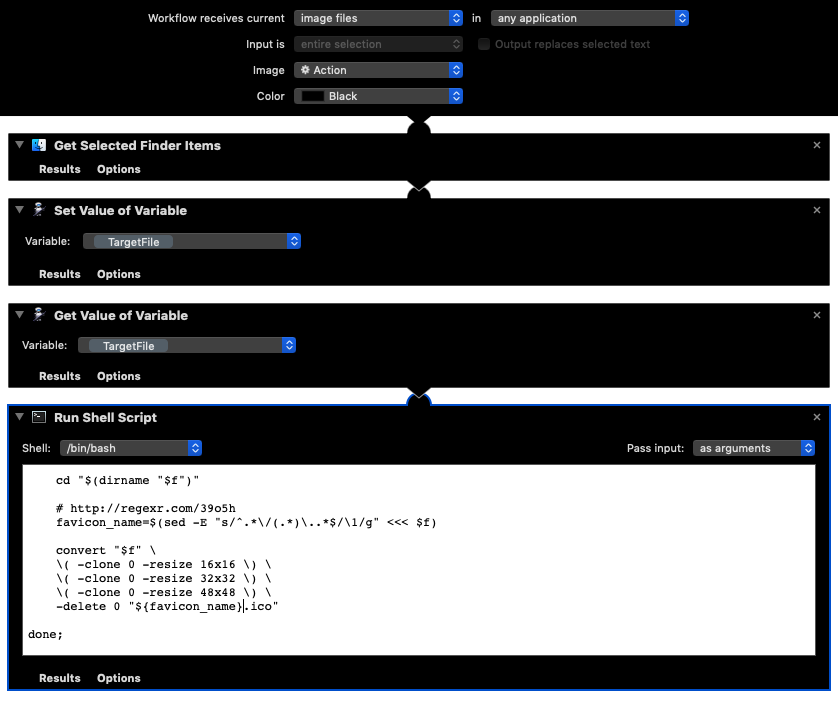 Workflow receives current image files in any application
Input is entire selection Output replaces selected text
Image Action
Color Black
Get Selected Finder Items
Results Options
Set Value of Variable
Variable: TargetFile
Results Options
Get Value of Variable
Variable: TargetFile
Results Options
Run Shell Script
Shell: /bin/bash Pass input: as arguments
cd "$(dirname "$f")"
# http://regexr.com/39o5h
favicon_name=$(sed -E "s/^.*\/(.*)\..*$/\1/g" <<< $f)
convert "$f" \
\( -clone 0 -resize 16x16 \) \
\( -clone 0 -resize 32x32 \) \
\( -clone 0 -resize 48x48 \) \
-delete 0 "${favicon_name}.ico"
done;
Results Options